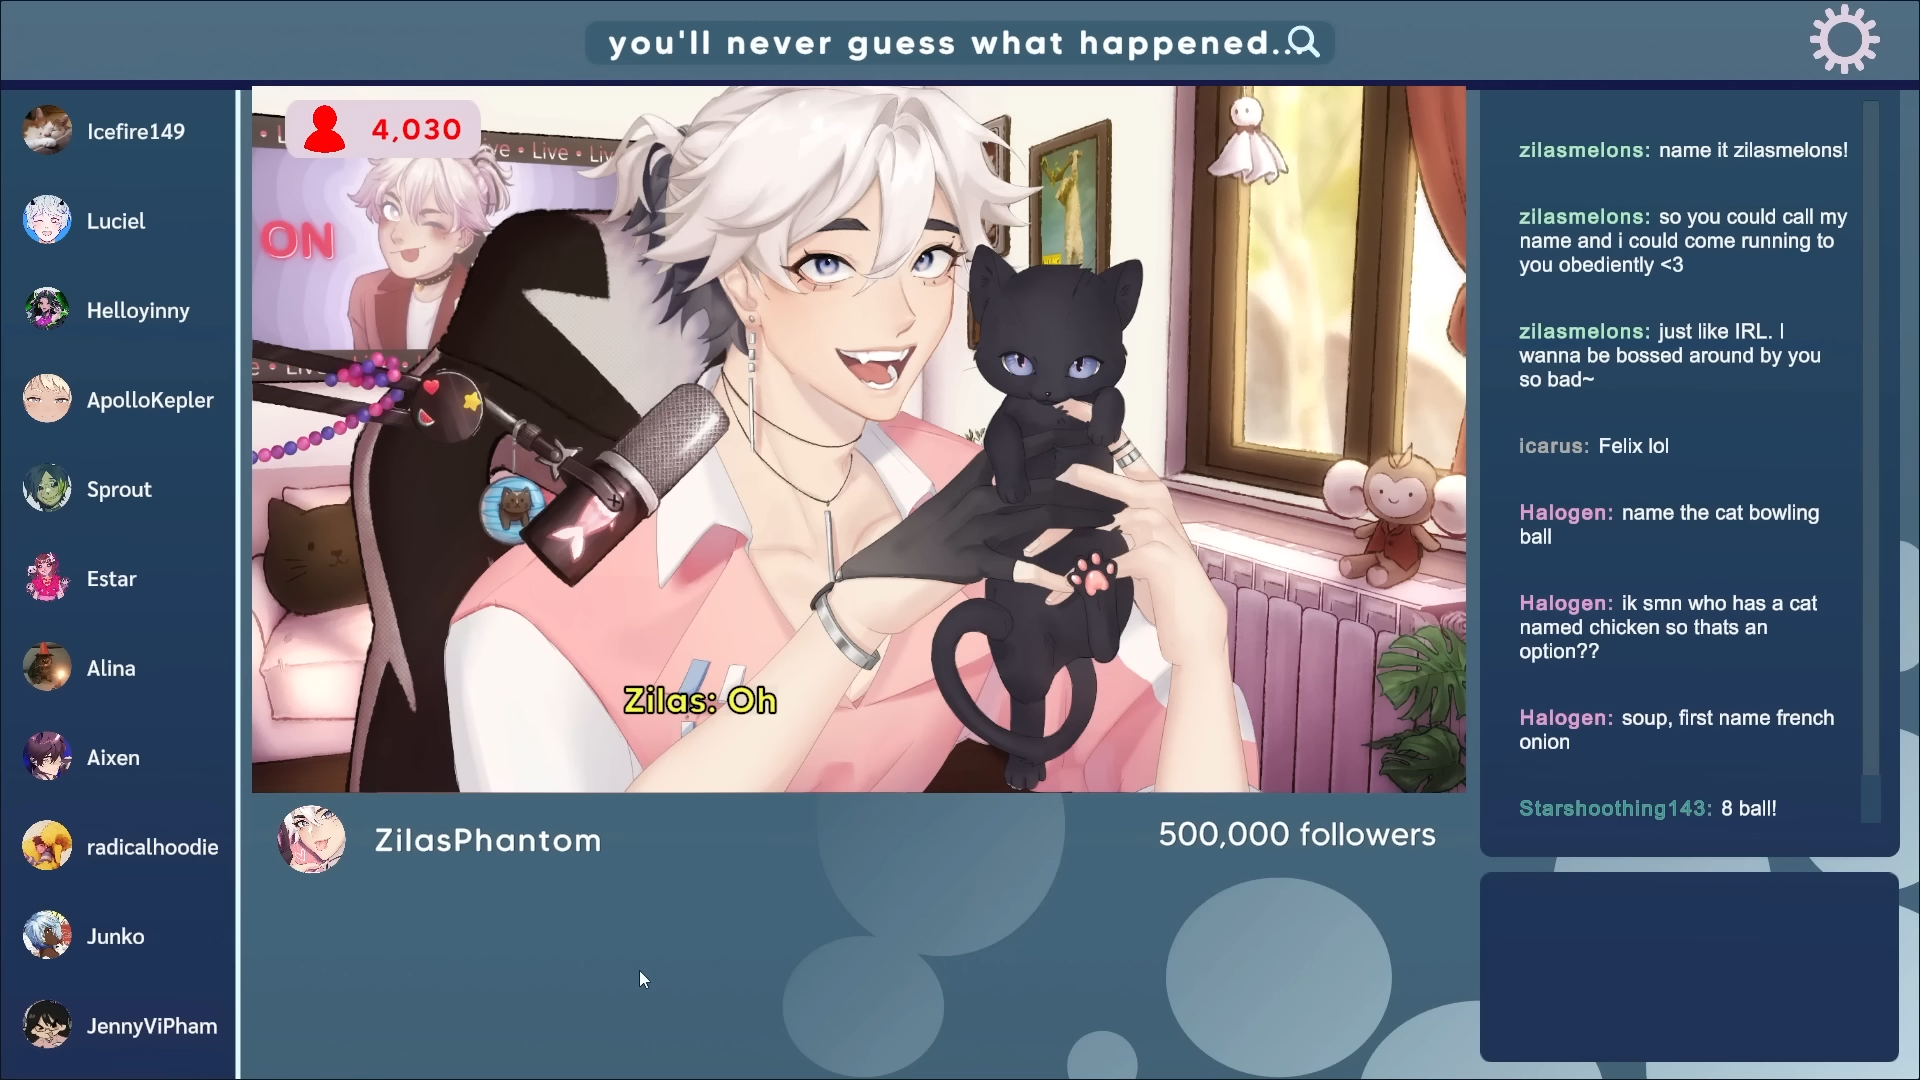 you'll never guess what happened...
4,030
Icefire149
Luciel
Helloyinny
ApolloKepler
Sprout
Estar
Alina
Aixen
radicalhoodie
Junko
JennyViPham
ve • Live • Liv
ON
Zilas: Oh
ZilasPhantom
500,000 followers
zilasmelons: name it zilasmelons!
zilasmelons: so you could call my
name and i could come running to
you obediently <3
zilasmelons: just like IRL. I
wanna be bossed around by you
so bad~
icarus: Felix lol
Halogen: name the cat bowling
ball
Halogen: ik smn who has a cat
named chicken so thats an
option??
Halogen: soup, first name french
onion
Starshoothing143: 8 ball!